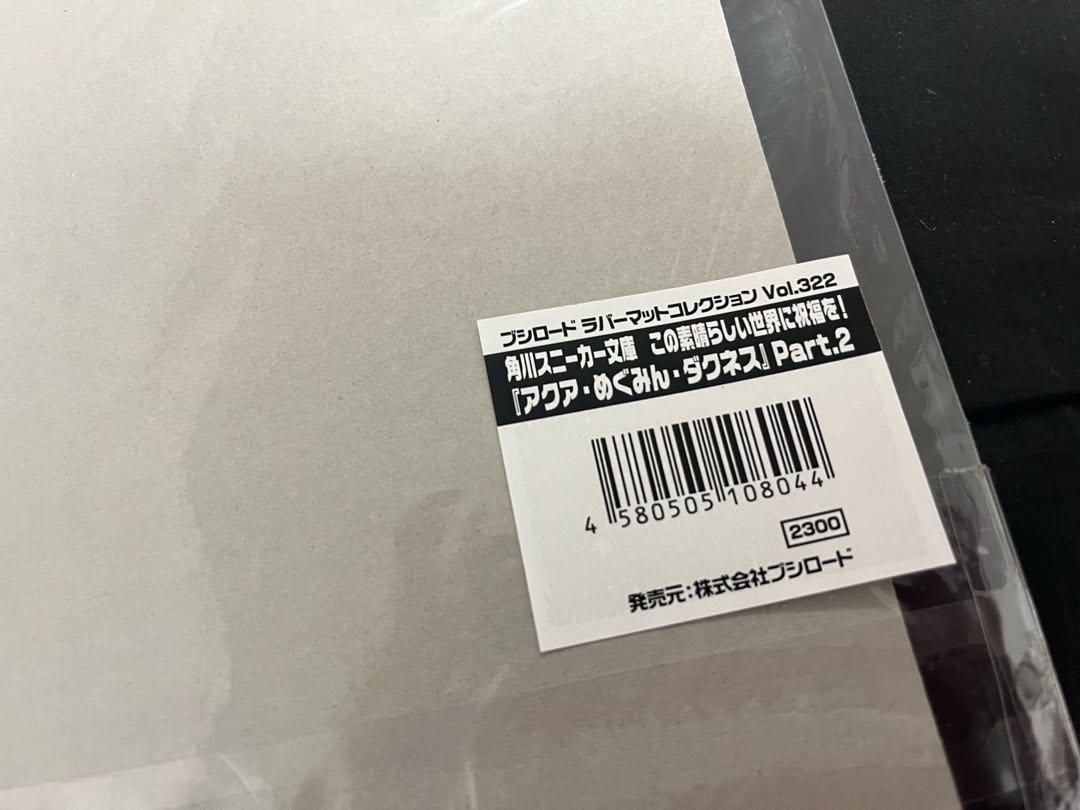 ブシロード ラバーマットコレクション Vol.322
角川スニーカー文庫 この素晴らしい世界に祝福を!
『アクア・めぐみん・ダクネス』Part.2
4 580505 108044
2300
発売元:株式会社ブシロード